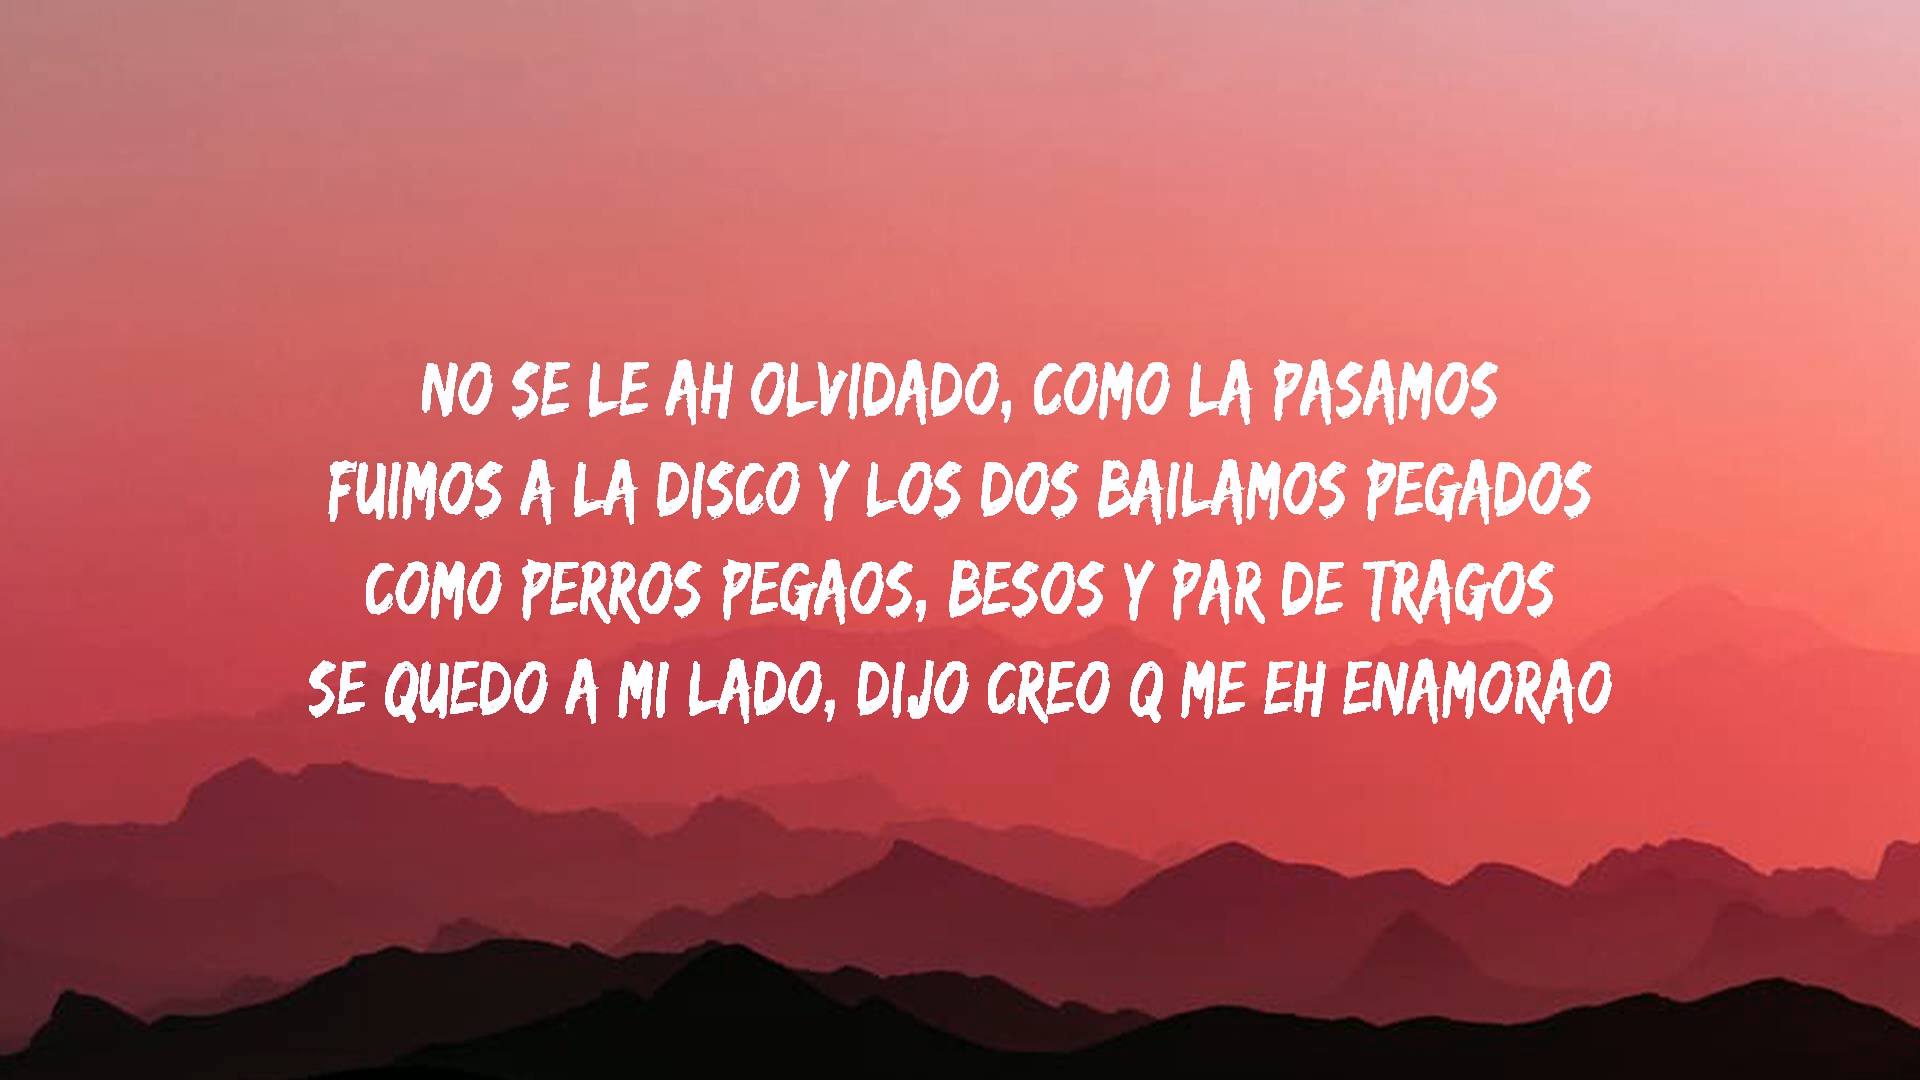 NO SE LE AH OLVIDADO, COMO LA PASAMOS
FUIMOS A LA DISCO Y LOS DOS BAILAMOS PEGADOS
COMO PERROS PEGAOS, BESOS Y PAR DE TRAGOS
SE QUEDO A MI LADO, DIJO CREO Q ME EH ENAMORAO